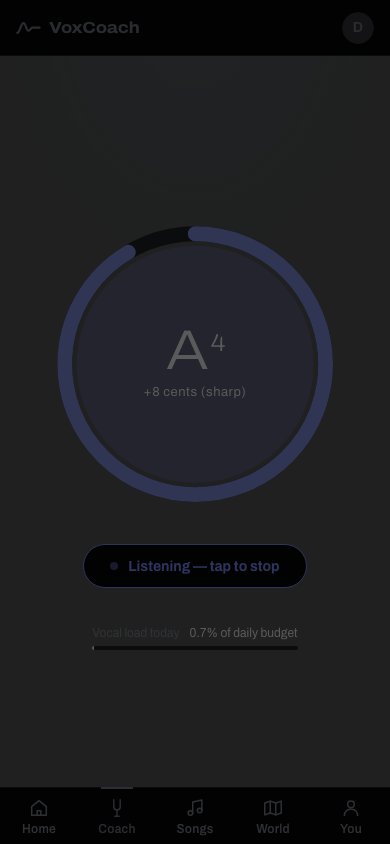 VoxCoach
D
A4
+8 cents (sharp)
Listening — tap to stop
Vocal load today 0.7% of daily budget
Home Coach Songs World You